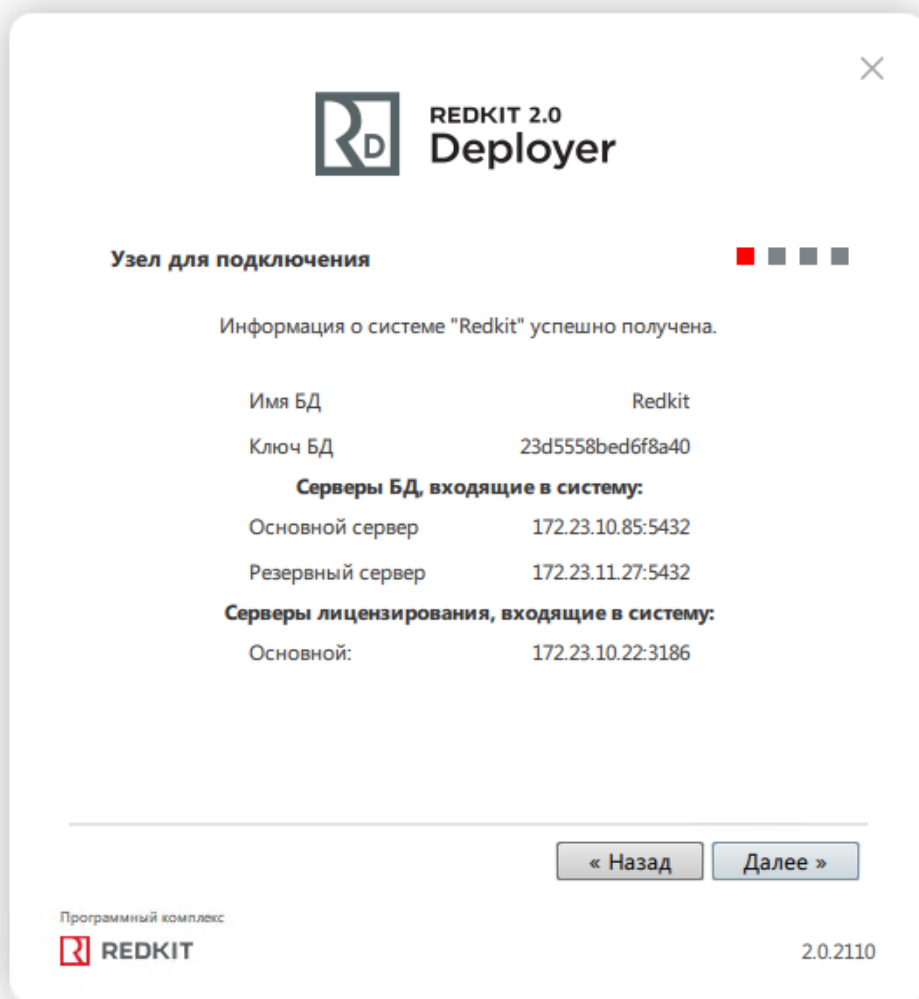 REDKIT 2.0
Deployer
Узел для подключения
Информация о системе "Redkit" успешно получена.
Имя БД Redkit
Ключ БД 23d5558bed6f8a40
Серверы БД, входящие в систему:
Основной сервер 172.23.10.85:5432
Резервный сервер 172.23.11.27:5432
Серверы лицензирования, входящие в систему:
Основной: 172.23.10.22:3186
« Назад Далее »
Программный комплекс
REDKIT 2.0.2110